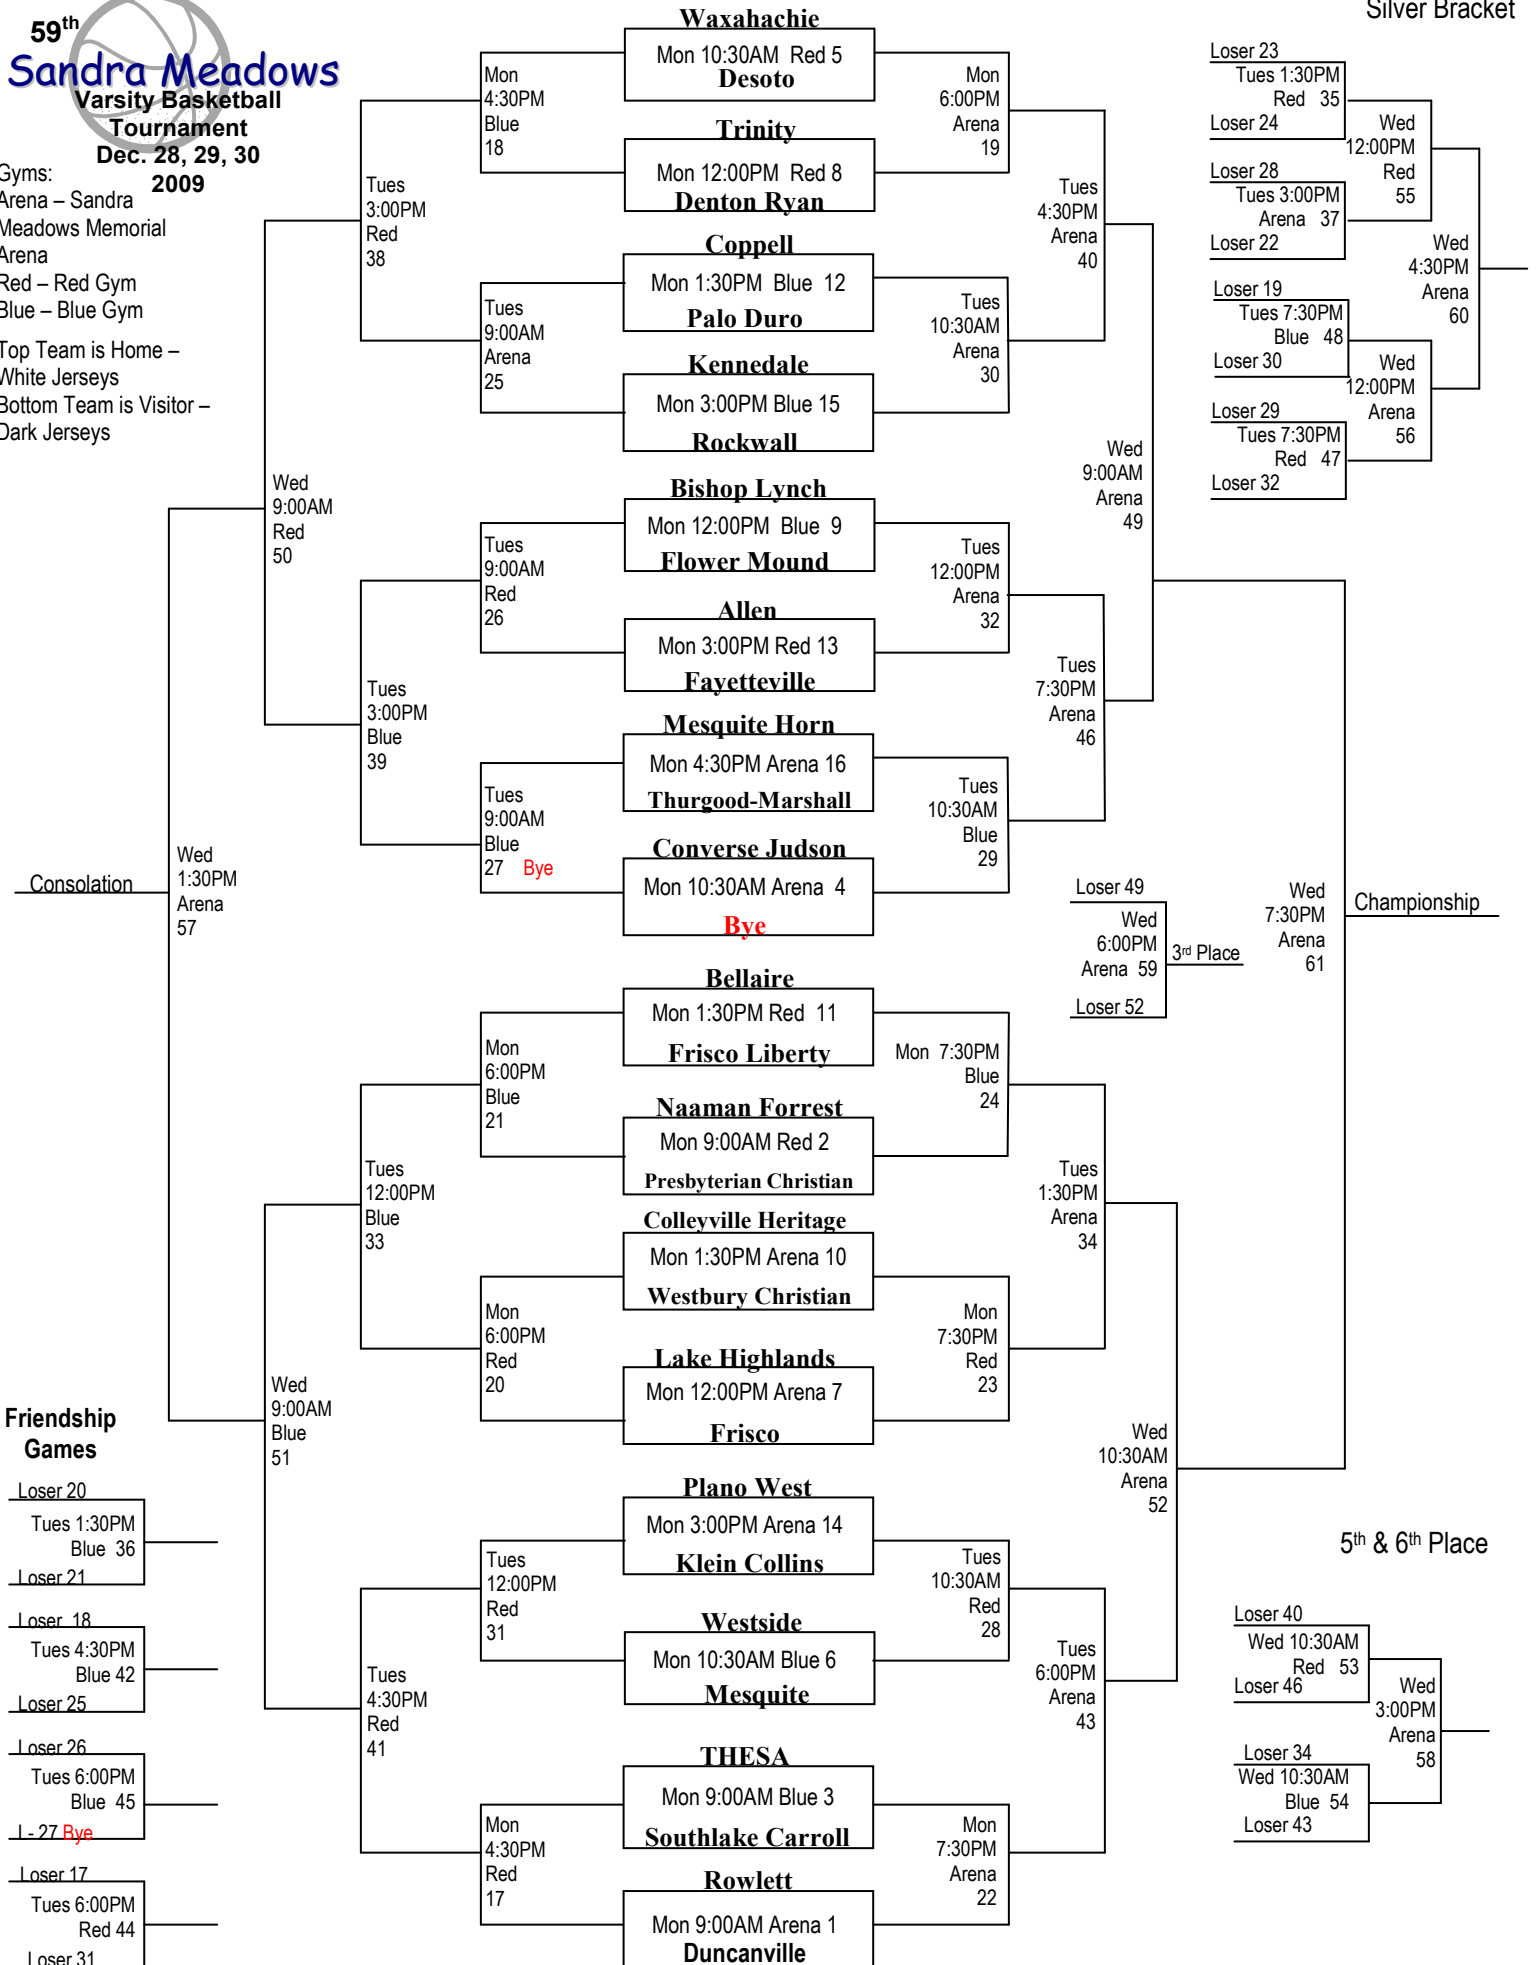 59th
Sandra Meadows
Varsity Basketball
Tournament
Dec. 28, 29, 30
2009
Gyms:
Arena – Sandra
Meadows Memorial
Arena
Red – Red Gym
Blue – Blue Gym
Top Team is Home –
White Jerseys
Bottom Team is Visitor –
Dark Jerseys
Consolation
Wed
1:30PM
Arena
57
Wed
9:00AM
Red
50
Wed
9:00AM
Blue
51
Tues
3:00PM
Red
38
Tues
3:00PM
Blue
39
Tues
12:00PM
Blue
33
Tues
4:30PM
Red
41
Mon
4:30PM
Blue
18
Tues
9:00AM
Arena
25
Tues
9:00AM
Red
26
Tues
9:00AM
Blue
27 Bye
Mon
6:00PM
Blue
21
Mon
6:00PM
Red
20
Tues
12:00PM
Red
31
Mon
4:30PM
Red
17
Waxahachie
Mon 10:30AM Red 5
Desoto
Trinity
Mon 12:00PM Red 8
Denton Ryan
Coppell
Mon 1:30PM Blue 12
Palo Duro
Kennedale
Mon 3:00PM Blue 15
Rockwall
Bishop Lynch
Mon 12:00PM Blue 9
Flower Mound
Allen
Mon 3:00PM Red 13
Fayetteville
Mesquite Horn
Mon 4:30PM Arena 16
Thurgood-Marshall
Converse Judson
Mon 10:30AM Arena 4
Bye
Bellaire
Mon 1:30PM Red 11
Frisco Liberty
Naaman Forrest
Mon 9:00AM Red 2
Presbyterian Christian
Colleyville Heritage
Mon 1:30PM Arena 10
Westbury Christian
Lake Highlands
Mon 12:00PM Arena 7
Frisco
Plano West
Mon 3:00PM Arena 14
Klein Collins
Westside
Mon 10:30AM Blue 6
Mesquite
THESA
Mon 9:00AM Blue 3
Southlake Carroll
Rowlett
Mon 9:00AM Arena 1
Duncanville
Mon
6:00PM
Arena
19
Tues
10:30AM
Arena
30
Tues
12:00PM
Arena
32
Tues
10:30AM
Blue
29
Mon 7:30PM
Blue
24
Mon
7:30PM
Red
23
Tues
10:30AM
Red
28
Mon
7:30PM
Arena
22
Tues
4:30PM
Arena
40
Tues
7:30PM
Arena
46
Tues
1:30PM
Arena
34
Tues
6:00PM
Arena
43
Wed
9:00AM
Arena
49
Wed
10:30AM
Arena
52
Wed
7:30PM
Arena
61
Championship
Loser 49
Wed
6:00PM
Arena 59
3rd Place
Loser 52
Silver Bracket
Loser 23
Tues 1:30PM
Red 35
Loser 24
Loser 28
Tues 3:00PM
Arena 37
Loser 22
Loser 19
Tues 7:30PM
Blue 48
Loser 30
Loser 29
Tues 7:30PM
Red 47
Loser 32
Wed
12:00PM
Red
55
Wed
12:00PM
Arena
56
Wed
4:30PM
Arena
60
5th & 6th Place
Loser 40
Wed 10:30AM
Red 53
Loser 46
Loser 34
Wed 10:30AM
Blue 54
Loser 43
Wed
3:00PM
Arena
58
Friendship
Games
Loser 20
Tues 1:30PM
Blue 36
Loser 21
Loser 18
Tues 4:30PM
Blue 42
Loser 25
Loser 26
Tues 6:00PM
Blue 45
L- 27 Bye
Loser 17
Tues 6:00PM
Red 44
Loser 31